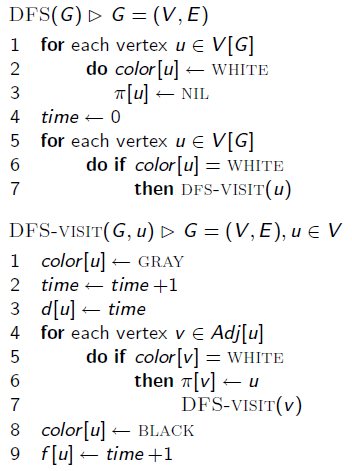 DFS(G) ▷ G = (V, E)
1 for each vertex u ∈ V[G]
2 do color[u] ← WHITE
3 π[u] ← NIL
4 time ← 0
5 for each vertex u ∈ V[G]
6 do if color[u] = WHITE
7 then DFS-VISIT(u)
DFS-VISIT(G, u) ▷ G = (V, E), u ∈ V
1 color[u] ← GRAY
2 time ← time +1
3 d[u] ← time
4 for each vertex v ∈ Adj[u]
5 do if color[v] = WHITE
6 then π[v] ← u
7 DFS-VISIT(v)
8 color[u] ← BLACK
9 f[u] ← time +1